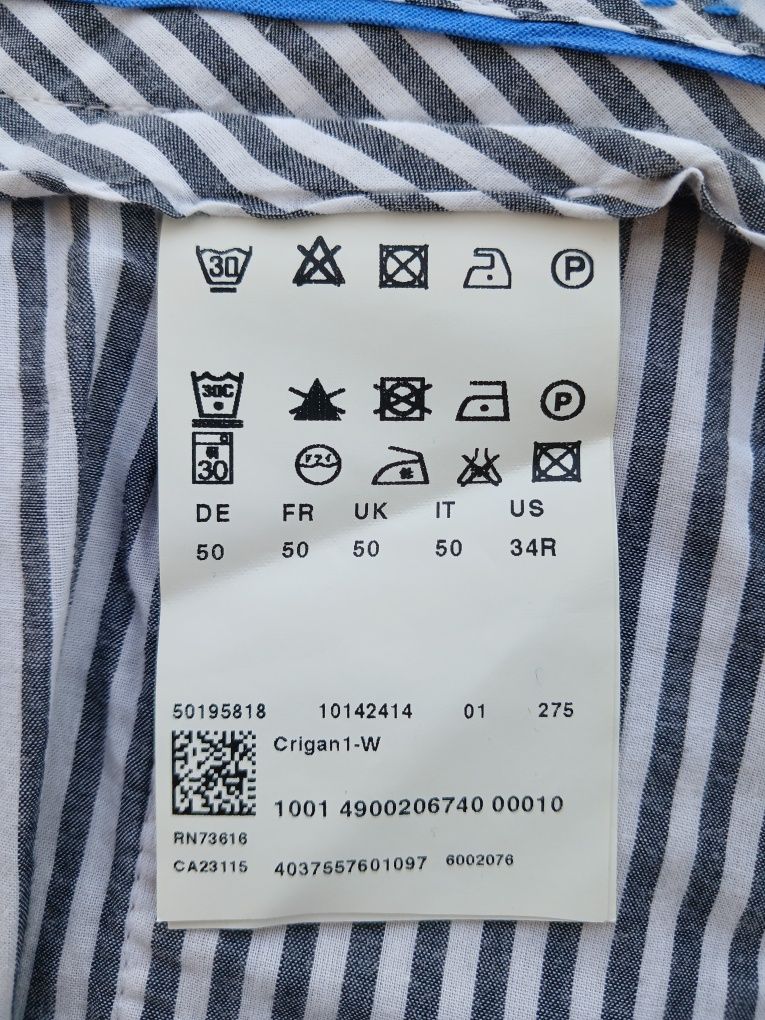 30 P
30C P
30
DE FR UK IT US
50 50 50 50 34R
50195818 10142414 01 275
Crigan1-W
1001 4900206740 00010
RN73616
CA23115 4037557601097 6002076